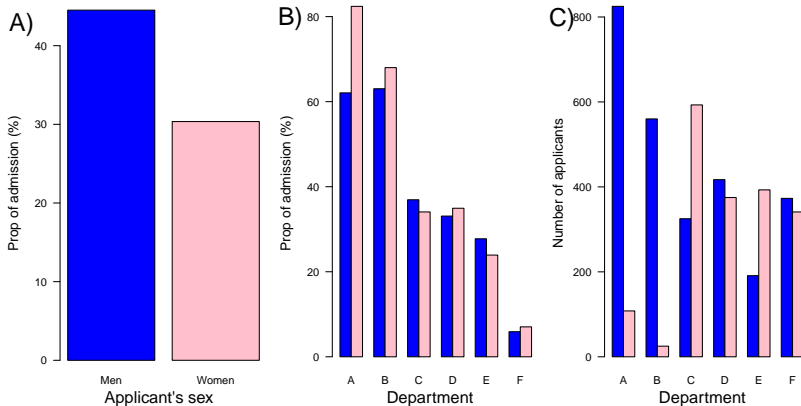 A)
Prop of admission (%)
40
30
20
10
0
Men Women
Applicant's sex
B)
Prop of admission (%)
80
60
40
20
0
A B C D E F
Department
C)
Number of applicants
800
600
400
200
0
A B C D E F
Department